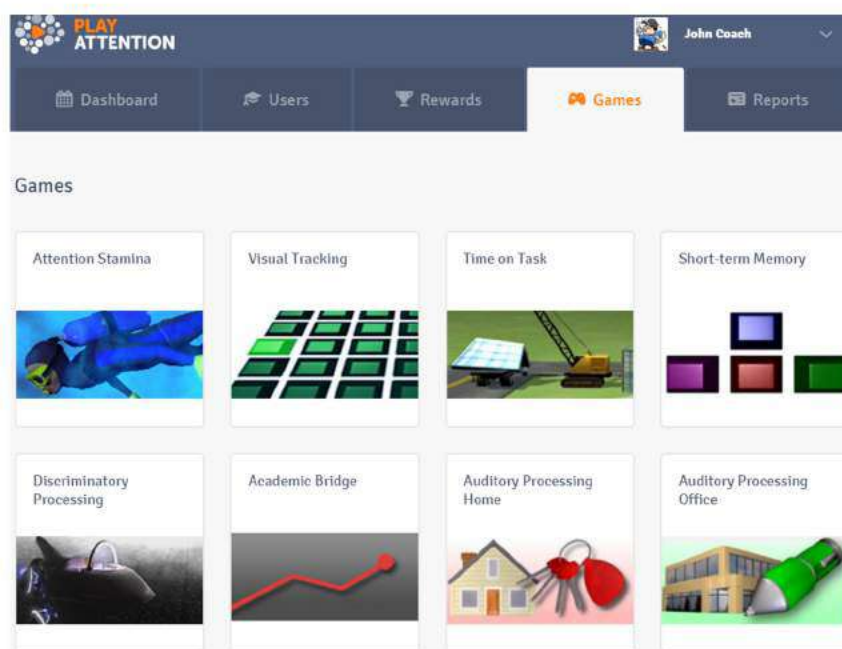 PLAY
ATTENTION
John Coach
Dashboard
Users
Rewards
Games
Reports
Games
Attention Stamina
Visual Tracking
Time on Task
Short-term Memory
Discriminatory
Processing
Academic Bridge
Auditory Processing
Home
Auditory Processing
Office